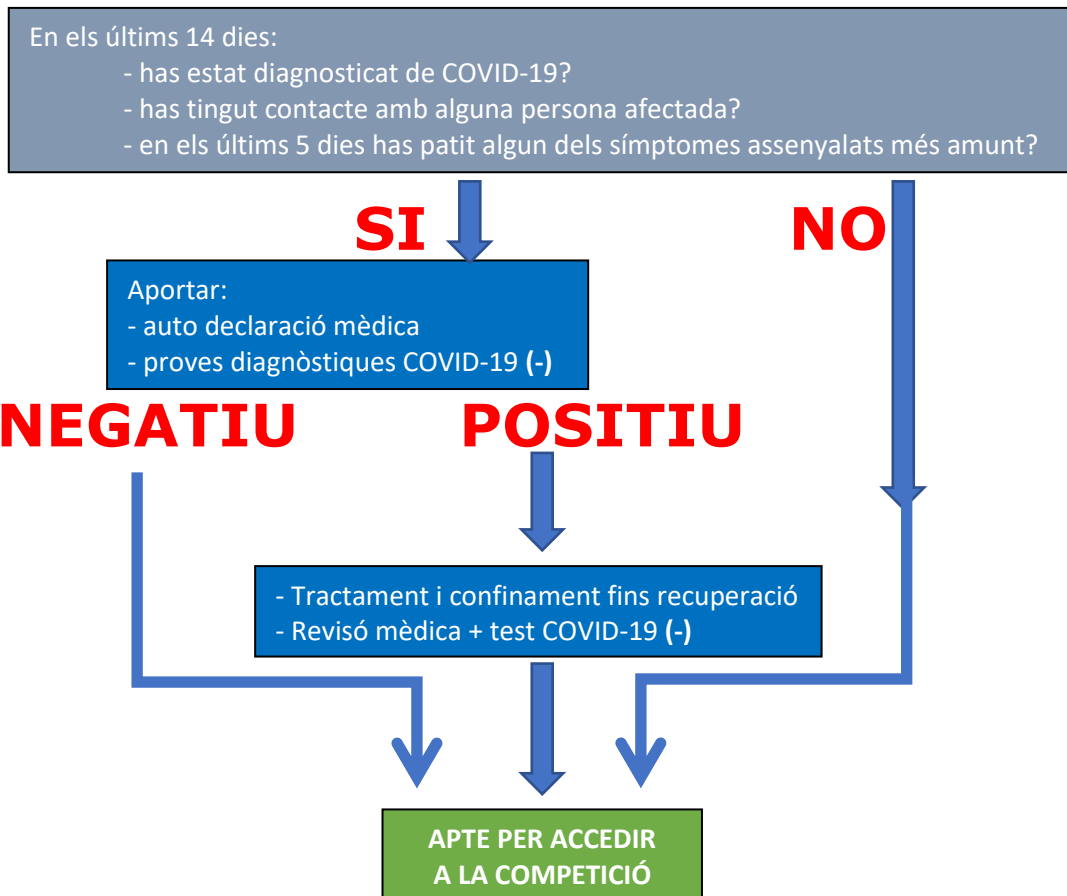 En els últims 14 dies:
- has estat diagnosticat de COVID-19?
- has tingut contacte amb alguna persona afectada?
- en els últims 5 dies has patit algun dels símptomes assenyalats més amunt?
SI
NO
Aportar:
- auto declaració mèdica
- proves diagnòstiques COVID-19 (-)
NEGATIU
POSITIU
- Tractament i confinament fins recuperació
- Revisó mèdica + test COVID-19 (-)
APTE PER ACCEDIR
A LA COMPETICIÓ